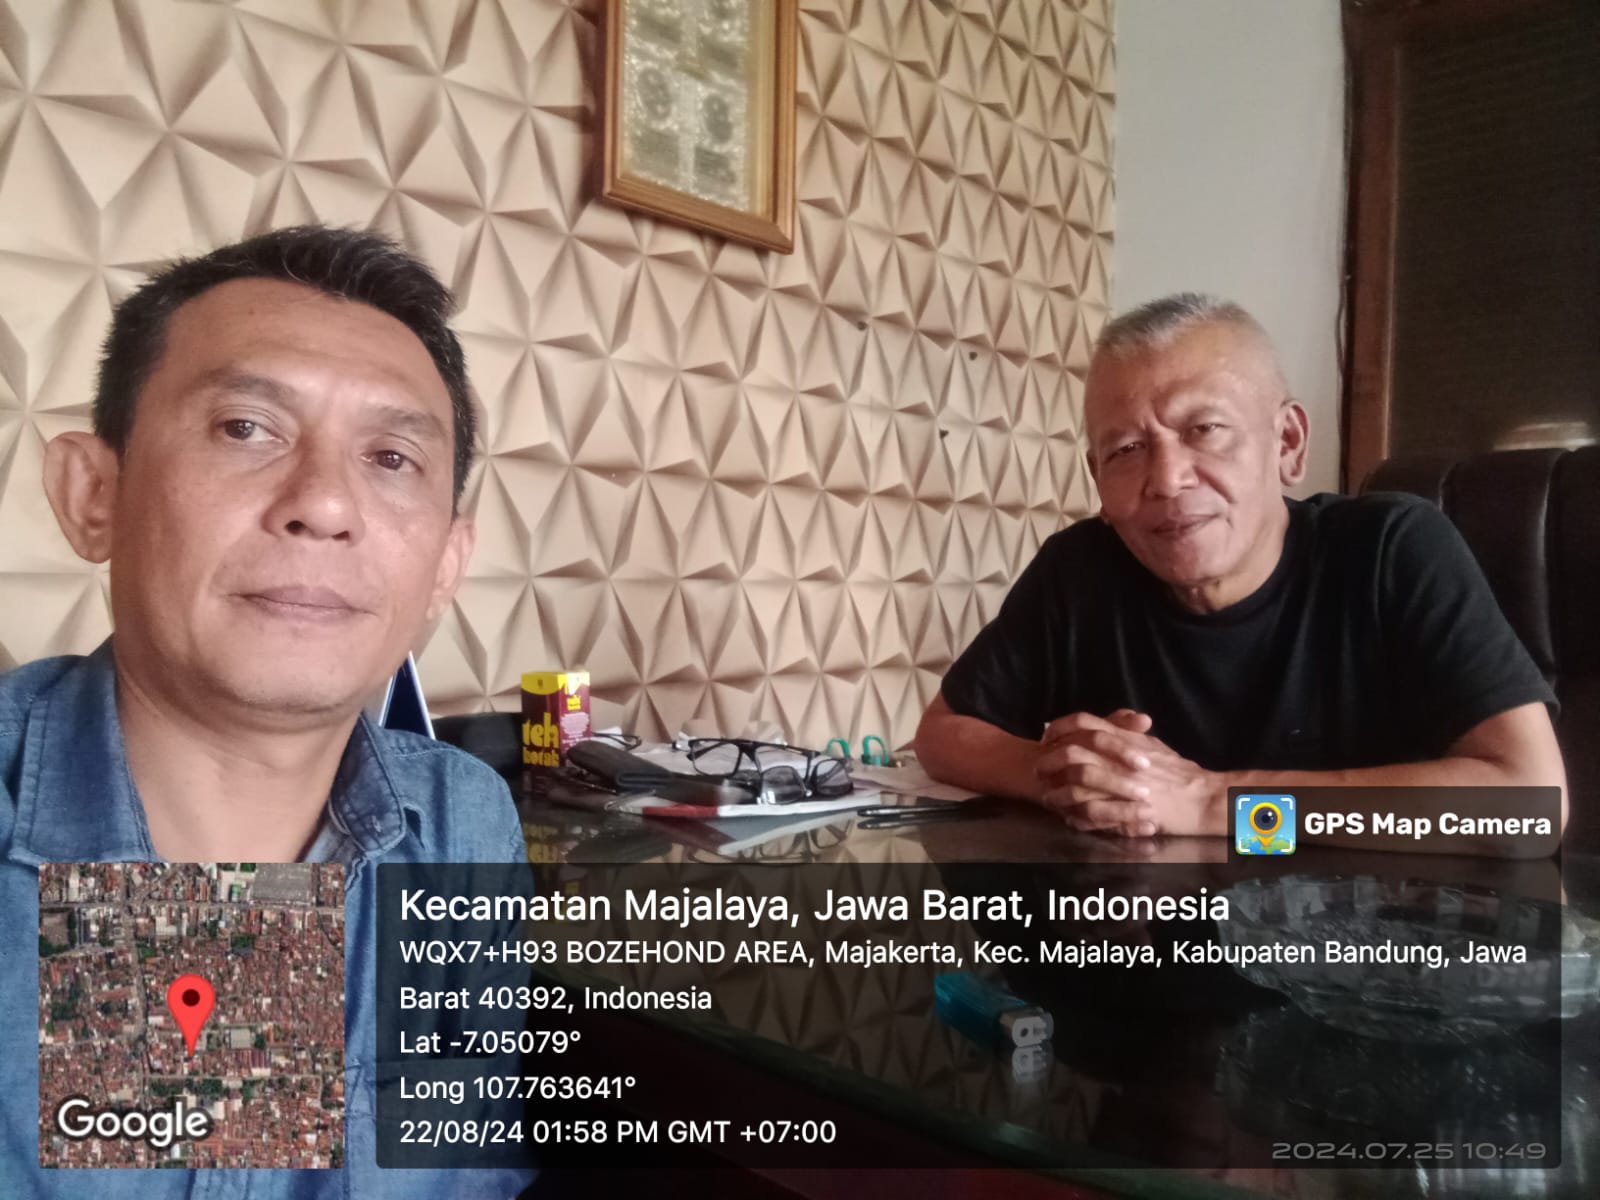 teh
botah
GPS Map Camera
Kecamatan Majalaya, Jawa Barat, Indonesia
WQX7+H93 BOZEHOND AREA, Majakerta, Kec. Majalaya, Kabupaten Bandung, Jawa
Barat 40392, Indonesia
Lat -7.05079°
Long 107.763641°
22/08/24 01:58 PM GMT +07:00
Google
2024.07.25 10:49